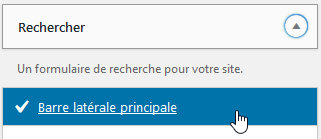 Rechercher
Un formulaire de recherche pour votre site.
Barre latérale principale